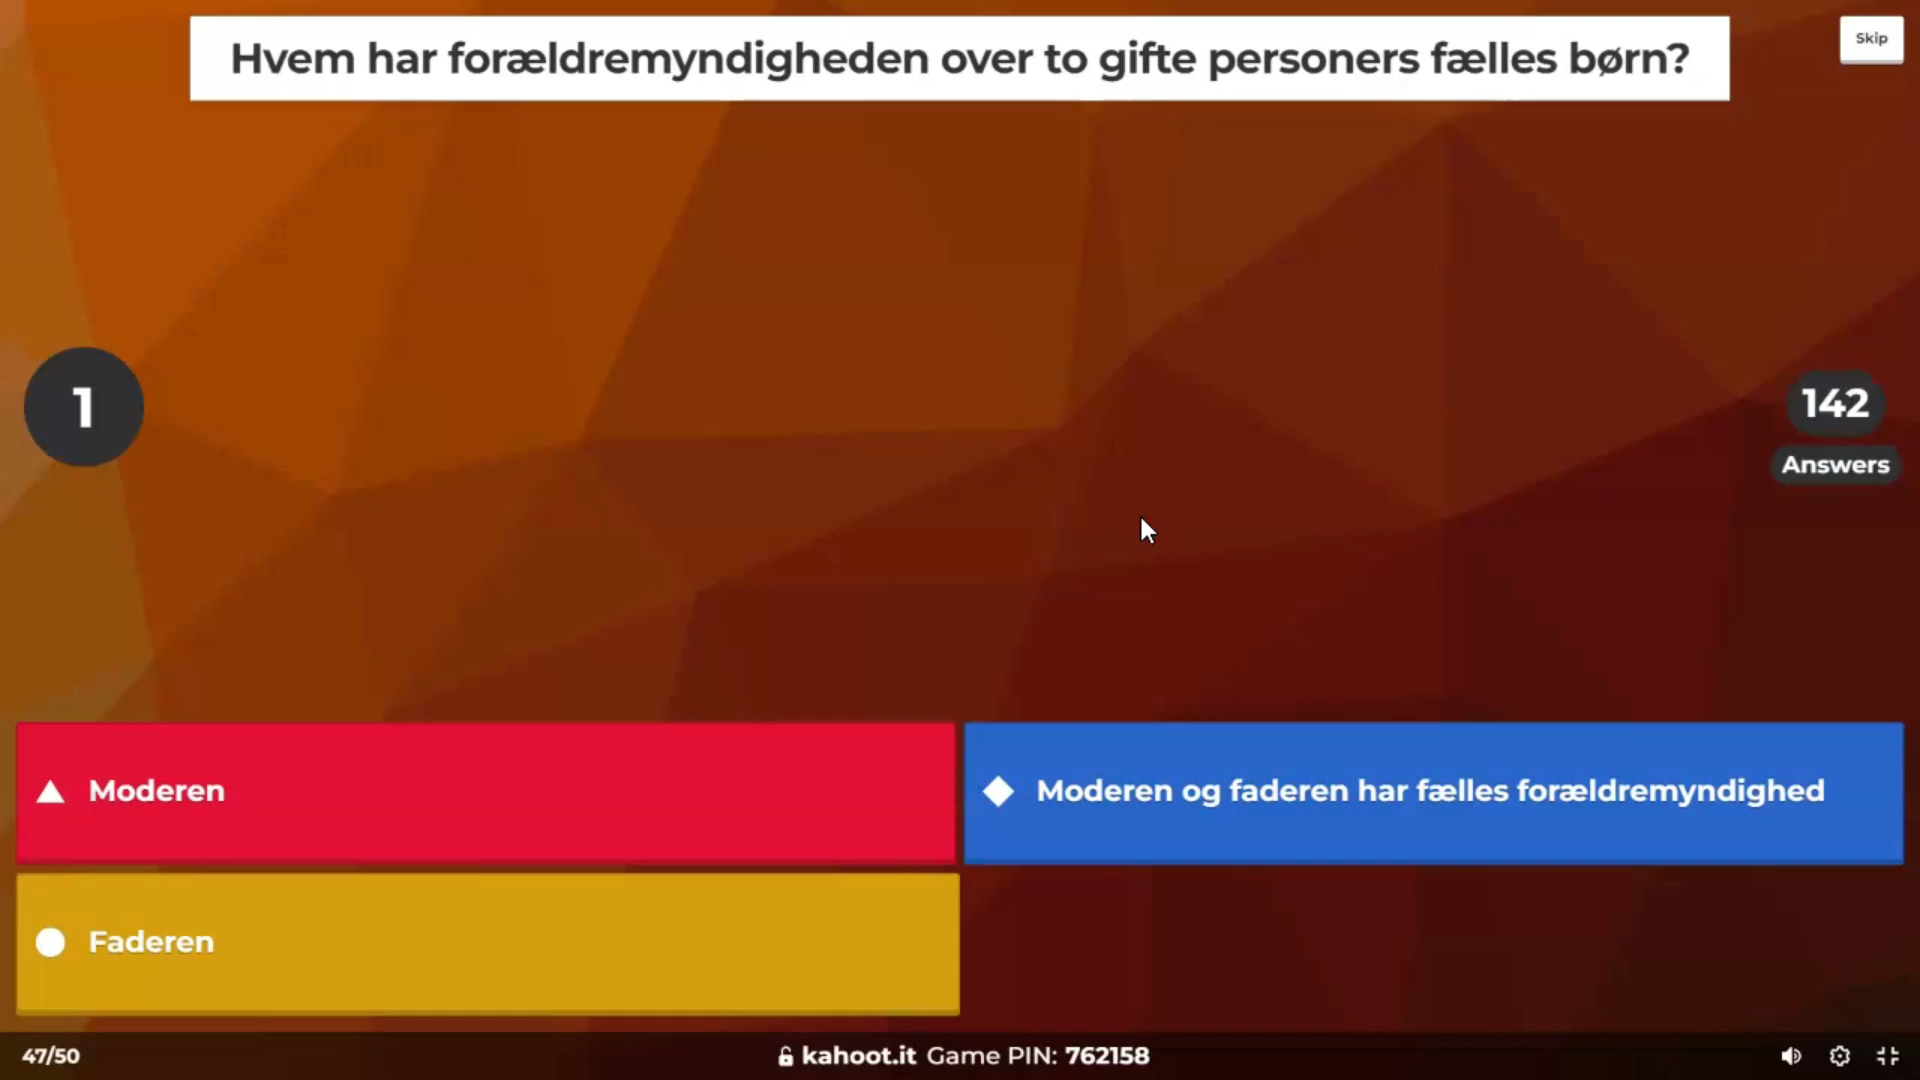 Hvem har forældremyndigheden over to gifte personers fælles børn?
Skip
1
142
Answers
Moderen
Moderen og faderen har fælles forældremyndighed
Faderen
47/50
kahoot.it Game PIN: 762158